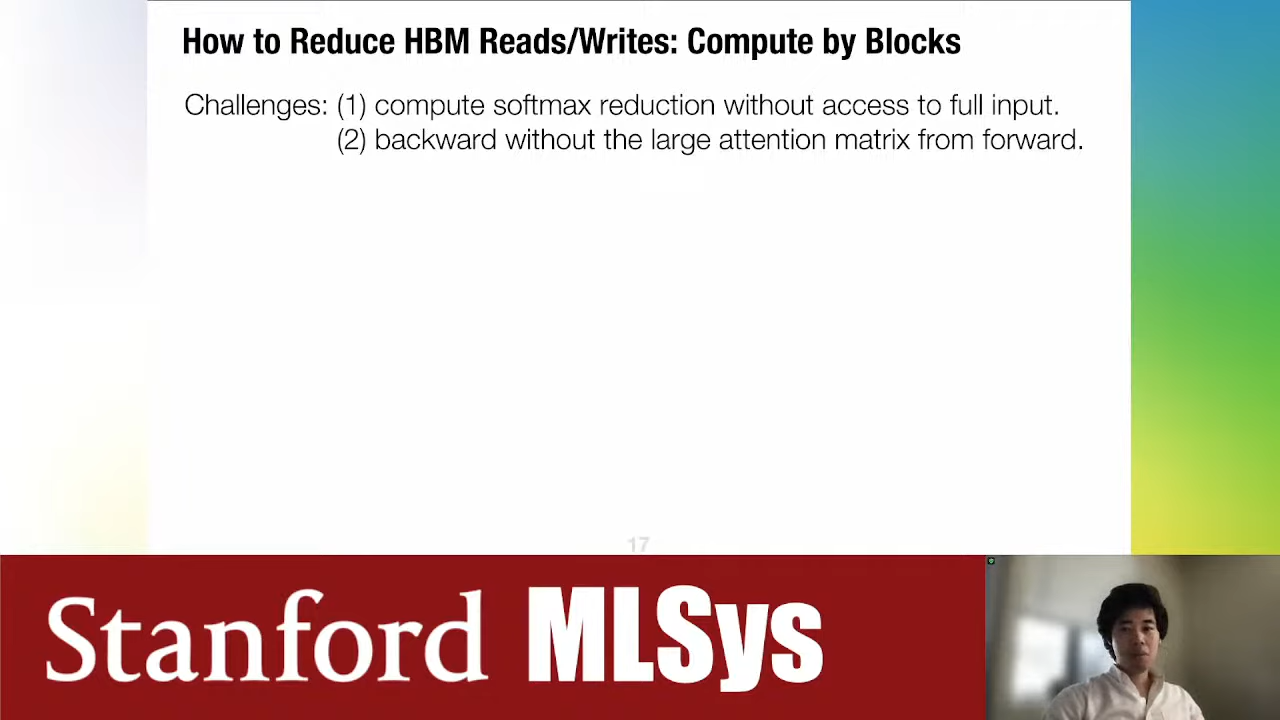 How to Reduce HBM Reads/Writes: Compute by Blocks
Challenges: (1) compute softmax reduction without access to full input.
(2) backward without the large attention matrix from forward.
17
Stanford MLSys